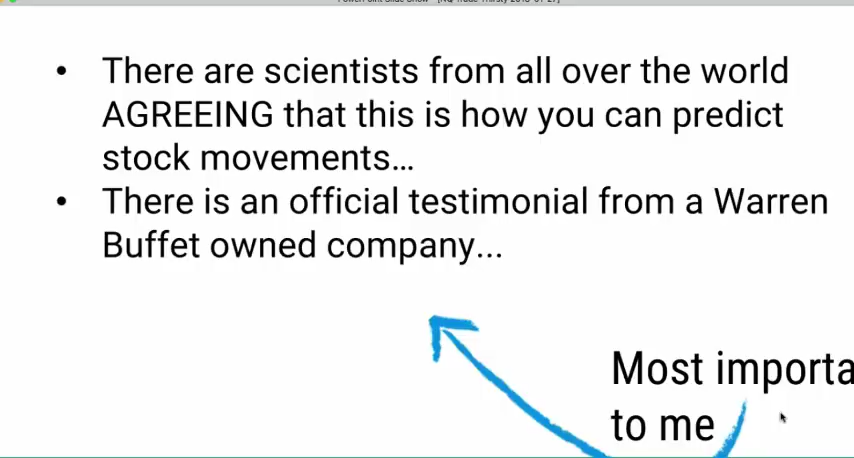 • There are scientists from all over the world
AGREEING that this is how you can predict
stock movements...
• There is an official testimonial from a Warren
Buffet owned company...
Most importa
to me